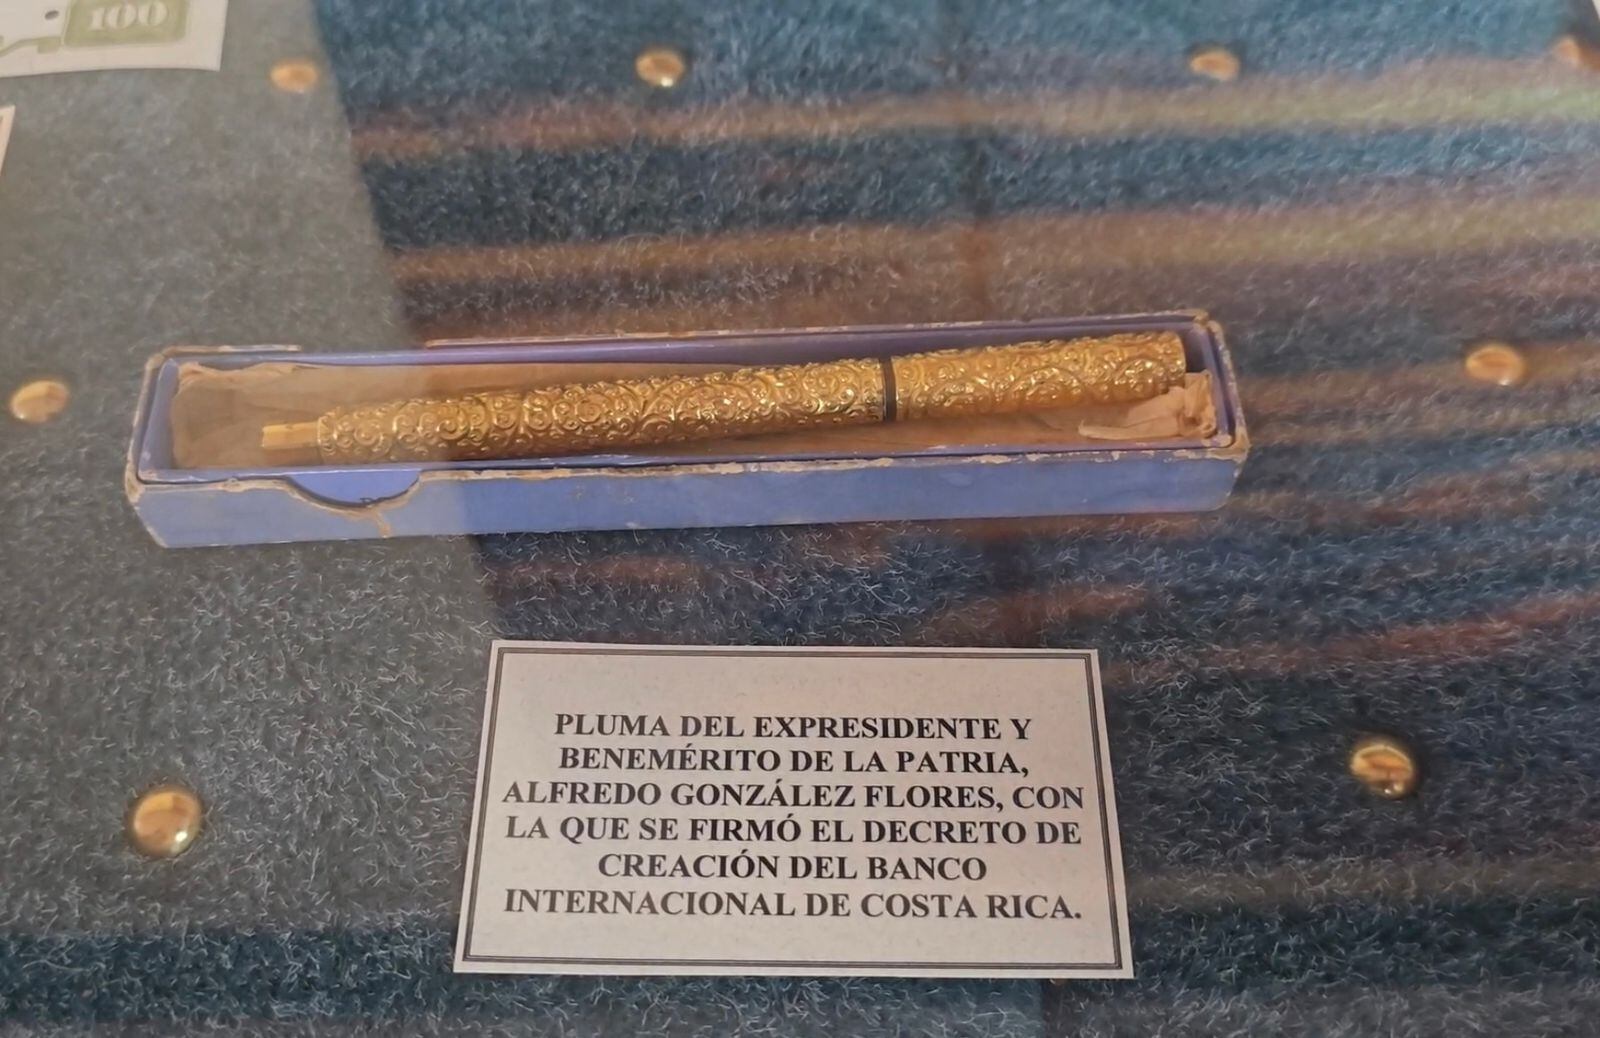 100
PLUMA DEL EXPRESIDENTE Y
BENEMÉRITO DE LA PATRIA,
ALFREDO GONZÁLEZ FLORES, CON
LA QUE SE FIRMÓ EL DECRETO DE
CREACIÓN DEL BANCO
INTERNACIONAL DE COSTA RICA.